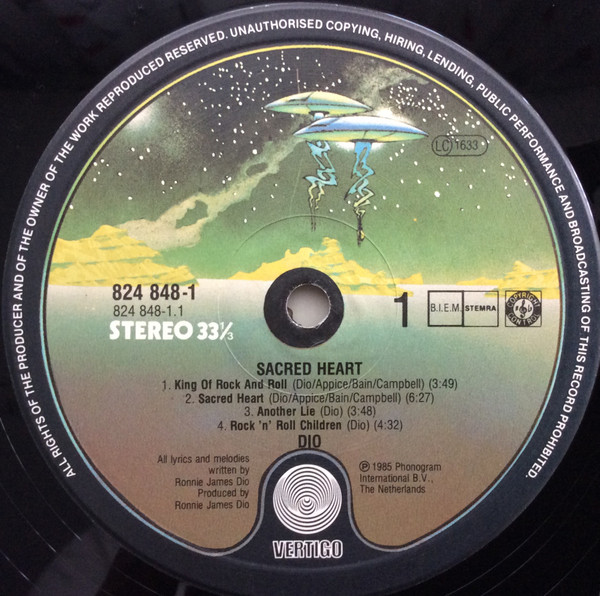 ALL RIGHTS OF THE PRODUCER AND OF THE OWNER OF THE WORK REPRODUCED RESERVED. UNAUTHORISED COPYING, HIRING, LENDING, PUBLIC PERFORMANCE AND BROADCASTING OF THIS RECORD PROHIBITED.
LC 1633
824 848-1
824 848-1.1
STEREO 33⅓
1
B.I.E.M. STEMRA
COPYRIGHT CONTROL
SACRED HEART
1. King Of Rock And Roll (Dio/Appice/Bain/Campbell) (3:49)
2. Sacred Heart (Dio/Appice/Bain/Campbell) (6:27)
3. Another Lie (Dio) (3:48)
4. Rock 'n' Roll Children (Dio) (4:32)
DIO
All lyrics and melodies
written by
Ronnie James Dio
Produced by
Ronnie James Dio
℗ 1985 Phonogram
International B.V.,
The Netherlands
VERTIGO